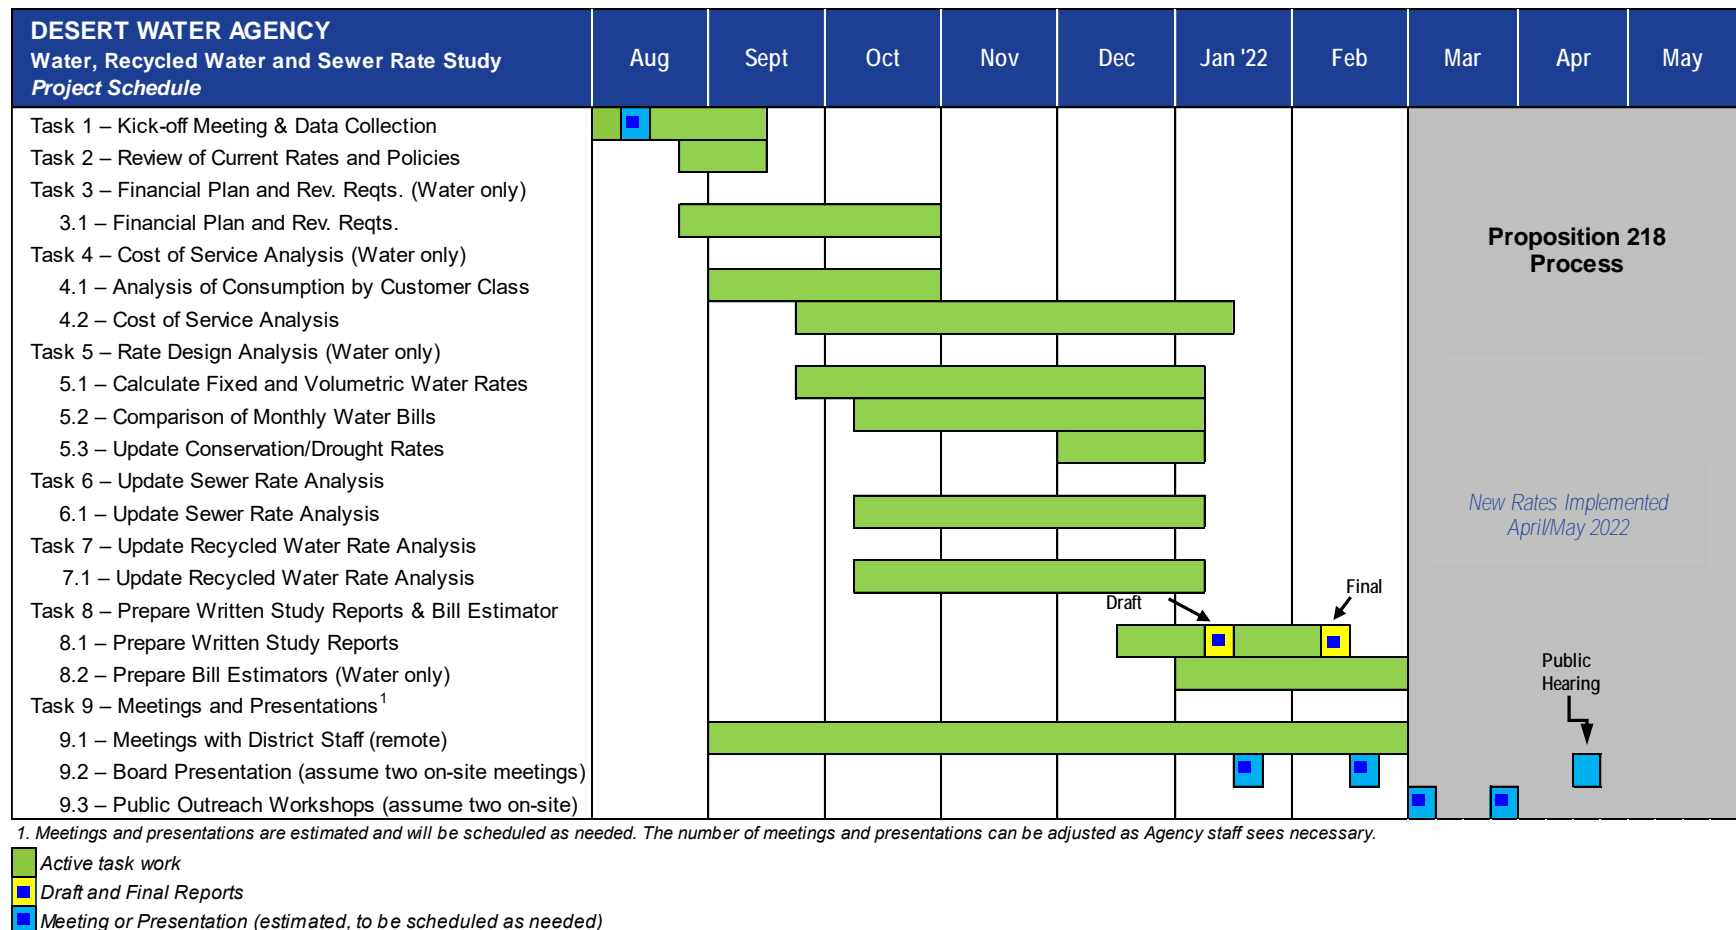 DESERT WATER AGENCY
Water, Recycled Water and Sewer Rate Study
Project Schedule
Aug
Sept
Oct
Nov
Dec
Jan '22
Feb
Mar
Apr
May
Task 1 – Kick-off Meeting & Data Collection
Task 2 – Review of Current Rates and Policies
Task 3 – Financial Plan and Rev. Reqts. (Water only)
3.1 – Financial Plan and Rev. Reqts.
Task 4 – Cost of Service Analysis (Water only)
4.1 – Analysis of Consumption by Customer Class
4.2 – Cost of Service Analysis
Task 5 – Rate Design Analysis (Water only)
5.1 – Calculate Fixed and Volumetric Water Rates
5.2 – Comparison of Monthly Water Bills
5.3 – Update Conservation/Drought Rates
Task 6 – Update Sewer Rate Analysis
6.1 – Update Sewer Rate Analysis
Task 7 – Update Recycled Water Rate Analysis
7.1 – Update Recycled Water Rate Analysis
Task 8 – Prepare Written Study Reports & Bill Estimator
8.1 – Prepare Written Study Reports
8.2 – Prepare Bill Estimators (Water only)
Task 9 – Meetings and Presentations1
9.1 – Meetings with District Staff (remote)
9.2 – Board Presentation (assume two on-site meetings)
9.3 – Public Outreach Workshops (assume two on-site)
Proposition 218
Process
New Rates Implemented
April/May 2022
Draft
Final
Public
Hearing
1. Meetings and presentations are estimated and will be scheduled as needed. The number of meetings and presentations can be adjusted as Agency staff sees necessary.
Active task work
Draft and Final Reports
Meeting or Presentation (estimated, to be scheduled as needed)